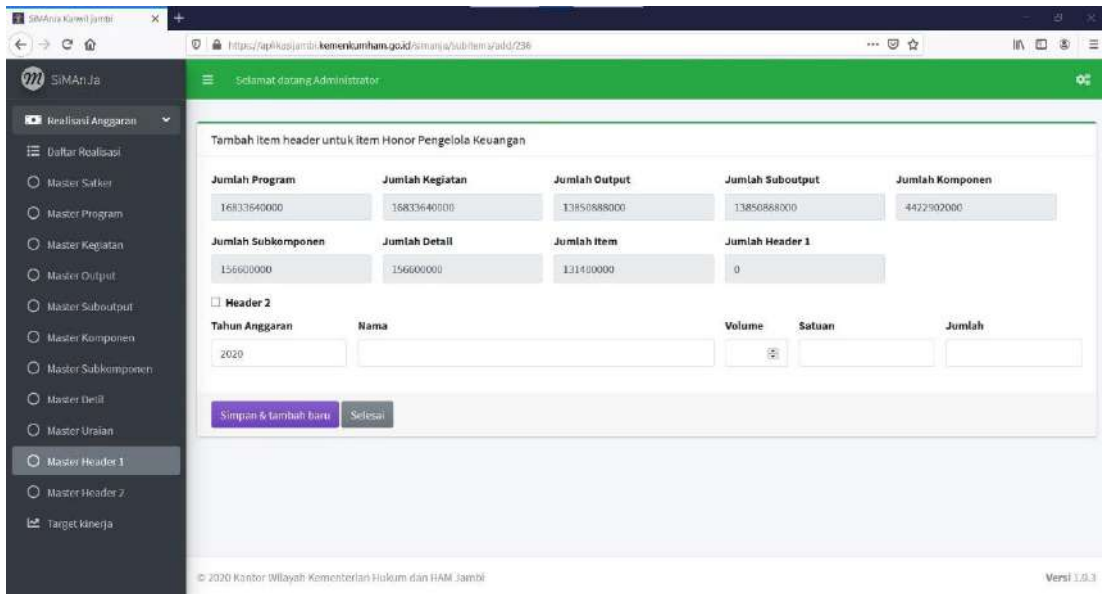 SiMAnJa Kanwil Jambi
https://aplikasijambi.kemenkumham.go.id/simanja/subitems/add/236
SiMAnJa
Selamat datang Administrator
Realisasi Anggaran
Daftar Realisasi
Master Satker
Master Program
Master Kegiatan
Master Output
Master Suboutput
Master Komponen
Master Subkomponen
Master Detil
Master Uraian
Master Header 1
Master Header 2
Target kinerja
Tambah Item header untuk item Honor Pengelola Keuangan
Jumlah Program Jumlah Kegiatan Jumlah Output Jumlah Suboutput Jumlah Komponen
16833640000 16833640000 13850888000 13850888000 4422902000
Jumlah Subkomponen Jumlah Detail Jumlah Item Jumlah Header 1
156600000 156600000 131400000 0
Header 2
Tahun Anggaran Nama Volume Satuan Jumlah
2020
Simpan & tambah baru Selesai
© 2020 Kantor Wilayah Kementerian Hukum dan HAM Jambi Versi 1.0.3